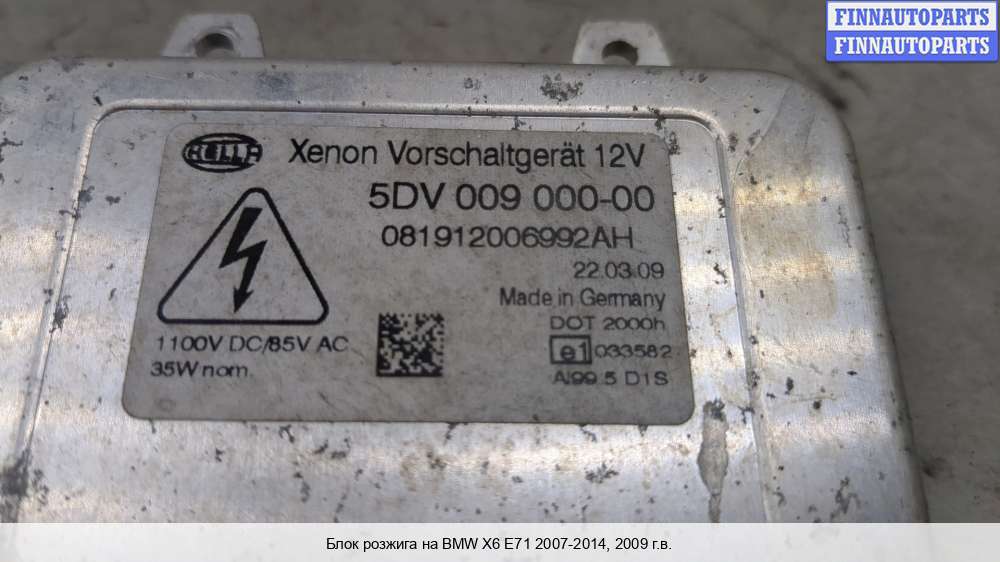 FINNAUTOPARTS
FINNAUTOPARTS
HELLA Xenon Vorschaltgerät 12V
5DV 009 000-00
081912006992AH
22.03.09
Made in Germany
DOT 2000h
1100V DC/85V AC
e1 033582
35W nom.
Al99.5 D1S
Блок розжига на BMW X6 E71 2007-2014, 2009 г.в.